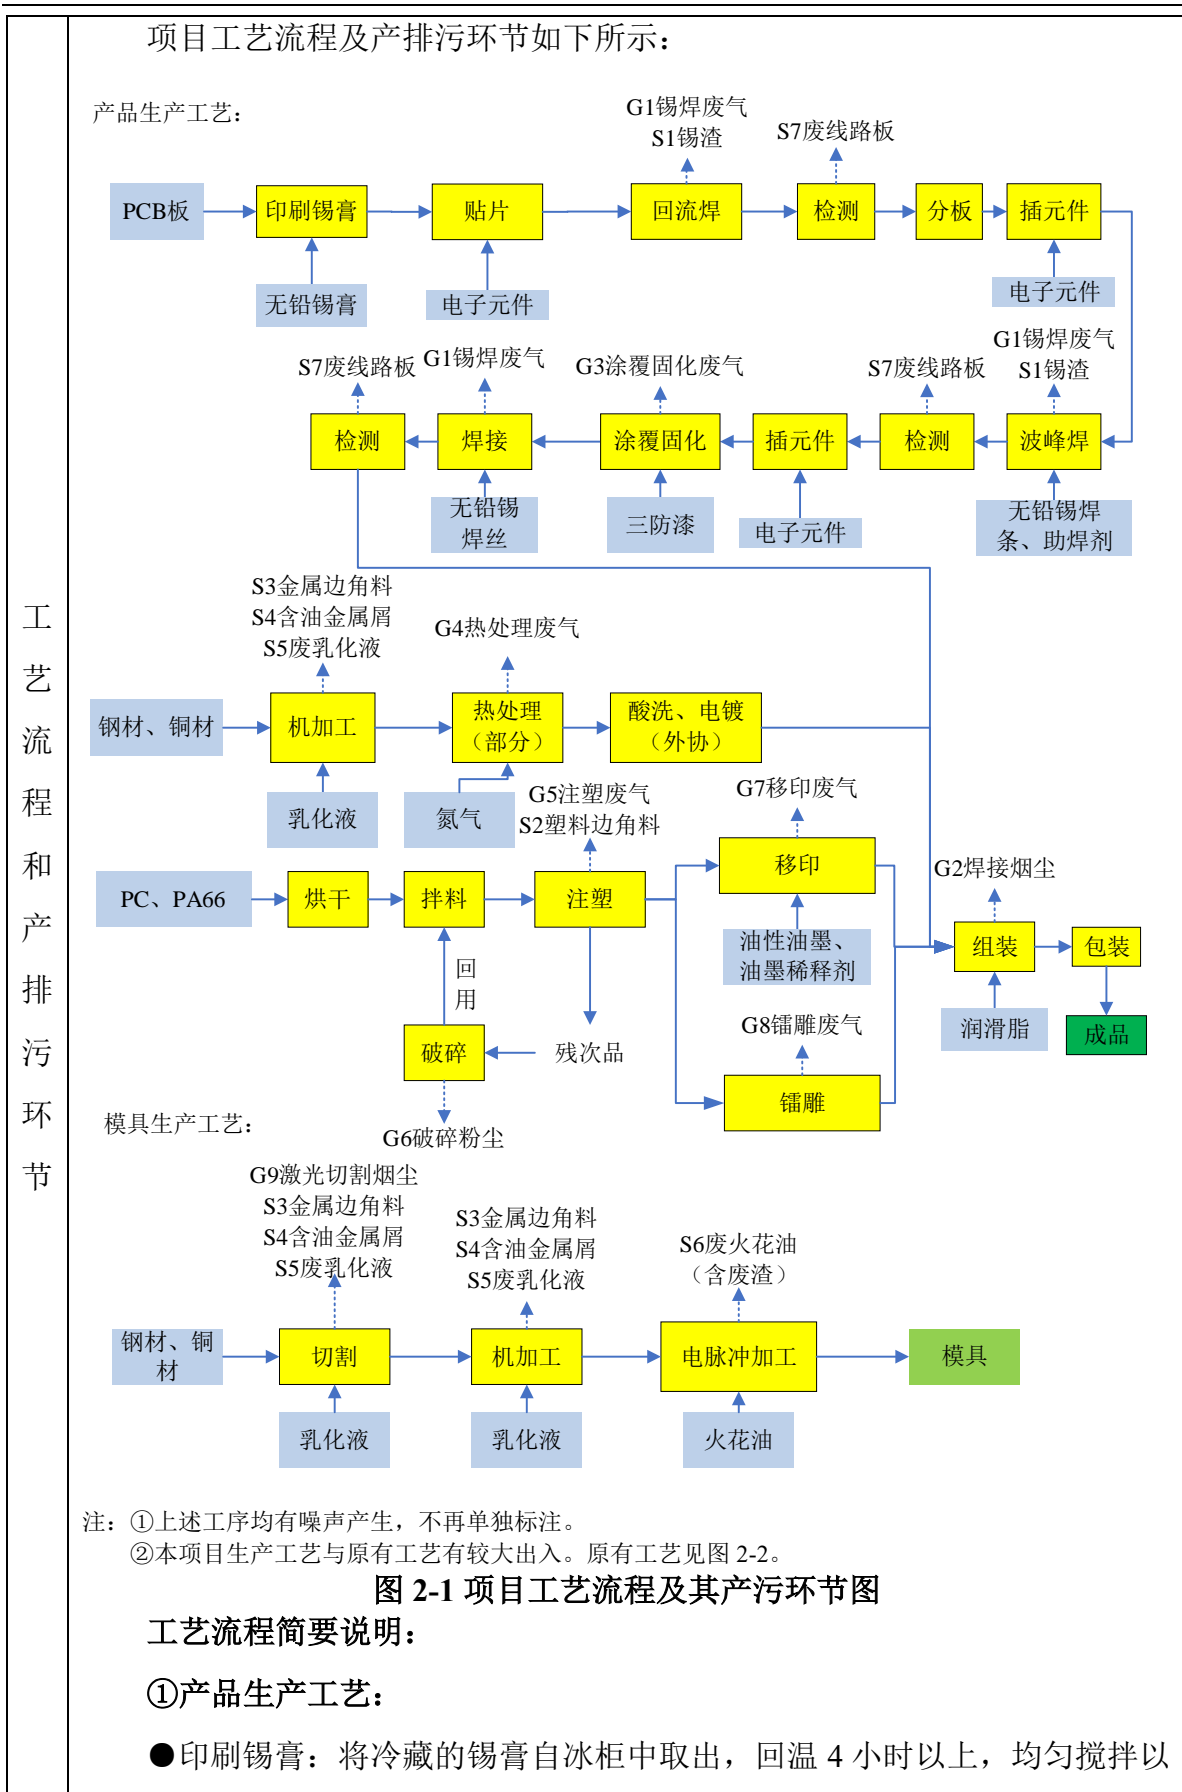 项目工艺流程及产排污环节如下所示：
产品生产工艺：
G1锡焊废气
S1锡渣
S7废线路板
PCB板
印刷锡膏
贴片
回流焊
检测
分板
插元件
无铅锡膏
电子元件
电子元件
S7废线路板
G1锡焊废气
G3涂覆固化废气
S7废线路板
G1锡焊废气
S1锡渣
检测
焊接
涂覆固化
插元件
检测
波峰焊
无铅锡
焊丝
三防漆
电子元件
无铅锡焊
条、助焊剂
S3金属边角料
S4含油金属屑
S5废乳化液
G4热处理废气
钢材、铜材
机加工
热处理
（部分）
酸洗、电镀
（外协）
乳化液
氮气
G5注塑废气
S2塑料边角料
G7移印废气
PC、PA66
烘干
拌料
注塑
移印
G2焊接烟尘
油性油墨、
油墨稀释剂
组装
包装
回
用
润滑脂
成品
破碎
残次品
G8镭雕废气
镭雕
G6破碎粉尘
模具生产工艺：
G9激光切割烟尘
S3金属边角料
S4含油金属屑
S5废乳化液
S3金属边角料
S4含油金属屑
S5废乳化液
S6废火花油
（含废渣）
钢材、铜
材
切割
机加工
电脉冲加工
模具
乳化液
乳化液
火花油
注：①上述工序均有噪声产生，不再单独标注。
②本项目生产工艺与原有工艺有较大出入。原有工艺见图 2-2。
图 2-1 项目工艺流程及其产污环节图
工艺流程简要说明：
①产品生产工艺：
●印刷锡膏：将冷藏的锡膏自冰柜中取出，回温 4 小时以上，均匀搅拌以
工
艺
流
程
和
产
排
污
环
节